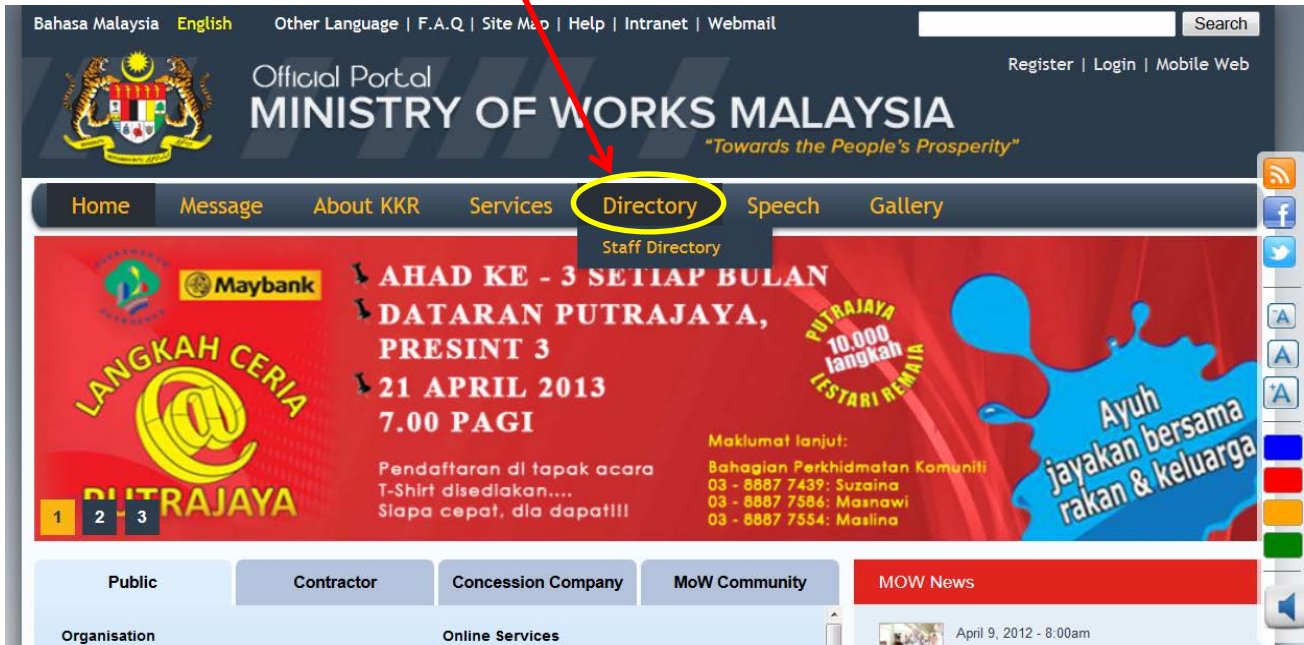 Bahasa Malaysia English Other Language | F.A.Q | Site Map | Help | Intranet | Webmail Search
Register | Login | Mobile Web
Official Portal
MINISTRY OF WORKS MALAYSIA
"Towards the People's Prosperity"
Home Message About KKR Services Directory Speech Gallery
Staff Directory
Maybank
LANGKAH CERIA
@
PUTRAJAYA
AHAD KE - 3 SETIAP BULAN
DATARAN PUTRAJAYA,
PRESINT 3
21 APRIL 2013
7.00 PAGI
Pendaftaran di tapak acara
T-Shirt disediakan....
Siapa cepat, dia dapat!!!
PUTRAJAYA
10,000
langkah
LESTARI REMAJA
Maklumat lanjut:
Bahagian Perkhidmatan Komuniti
03 - 8887 7439: Suzaina
03 - 8887 7586: Masnawi
03 - 8887 7554: Maslina
Ayuh
jayakan bersama
rakan & keluarga
1 2 3
-A
A
+A
Public Contractor Concession Company MoW Community MOW News
Organisation Online Services April 9, 2012 - 8:00am